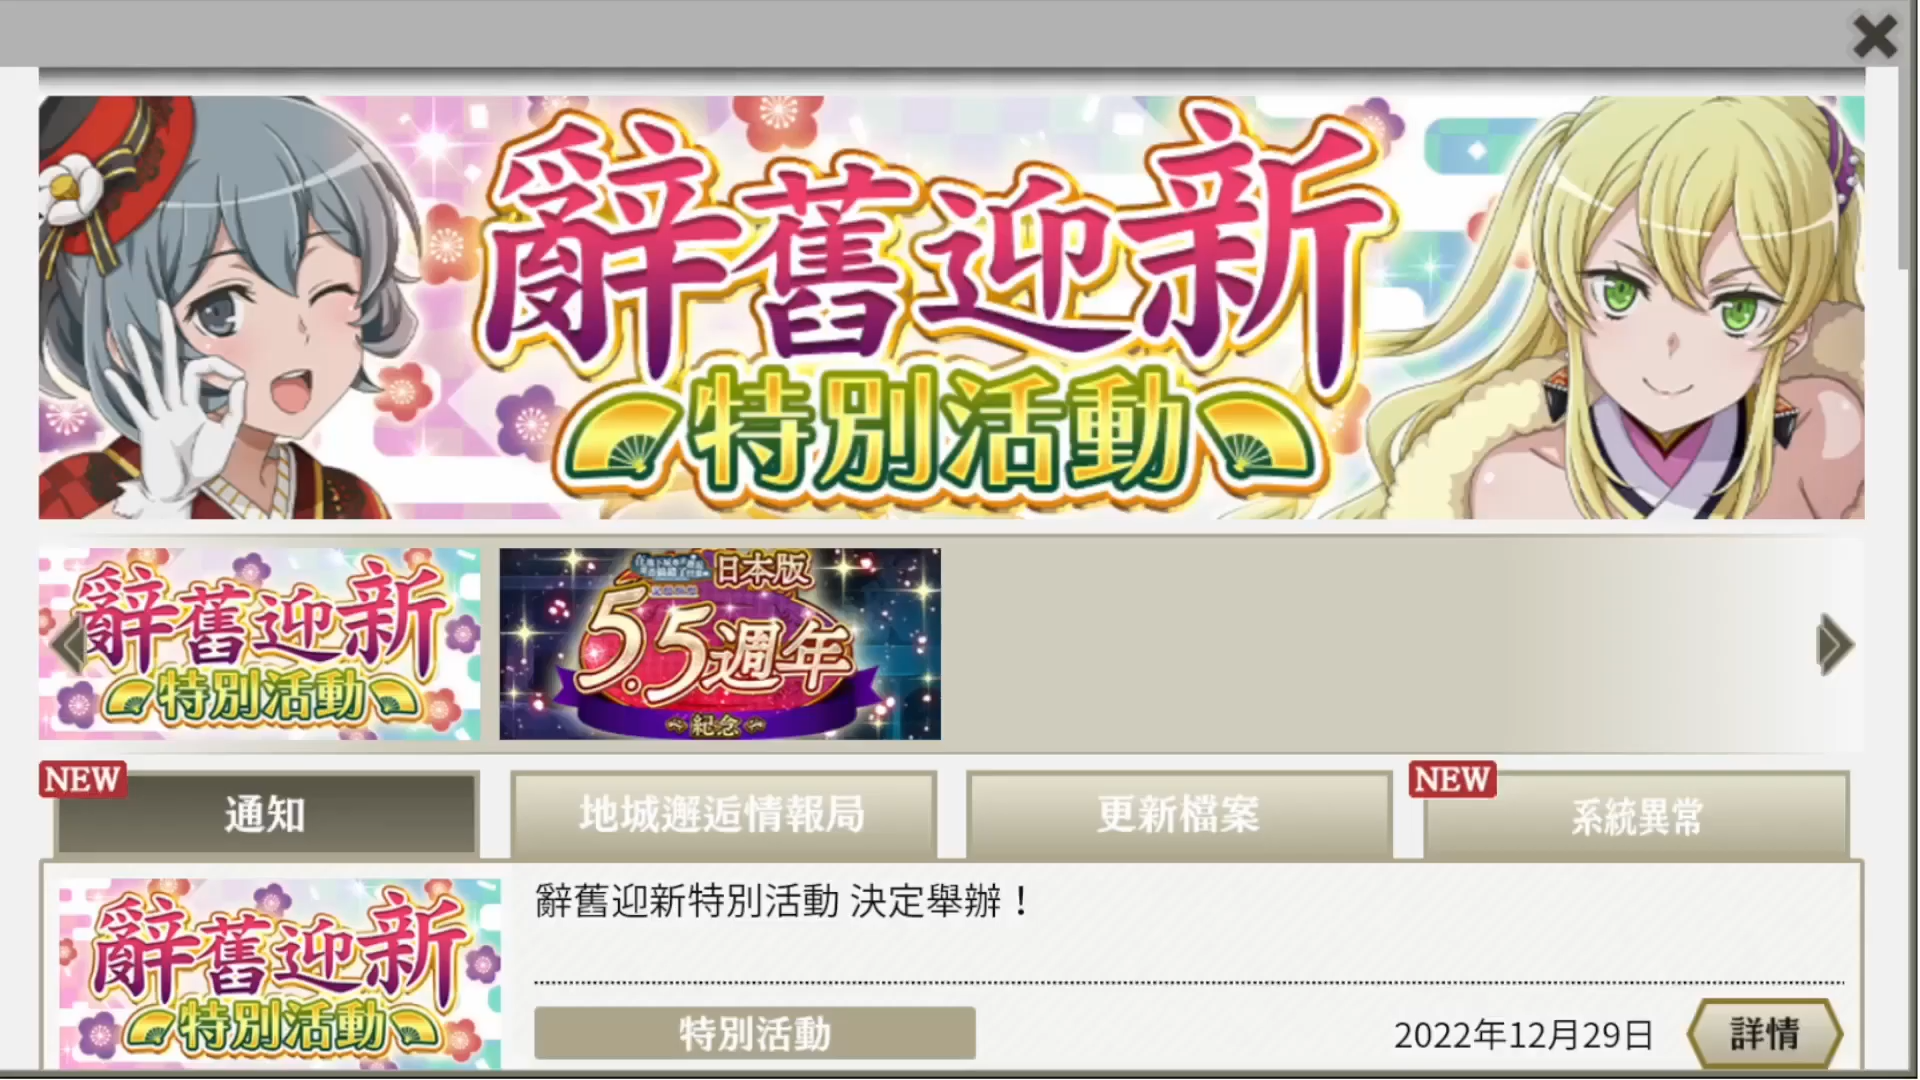 辭舊迎新
特別活動
辭舊迎新
特別活動
日本版
5.5週年
紀念
NEW
通知
地城邂逅情報局
更新檔案
NEW
系統異常
辭舊迎新
特別活動
辭舊迎新特別活動 決定舉辦！
特別活動
2022年12月29日
詳情